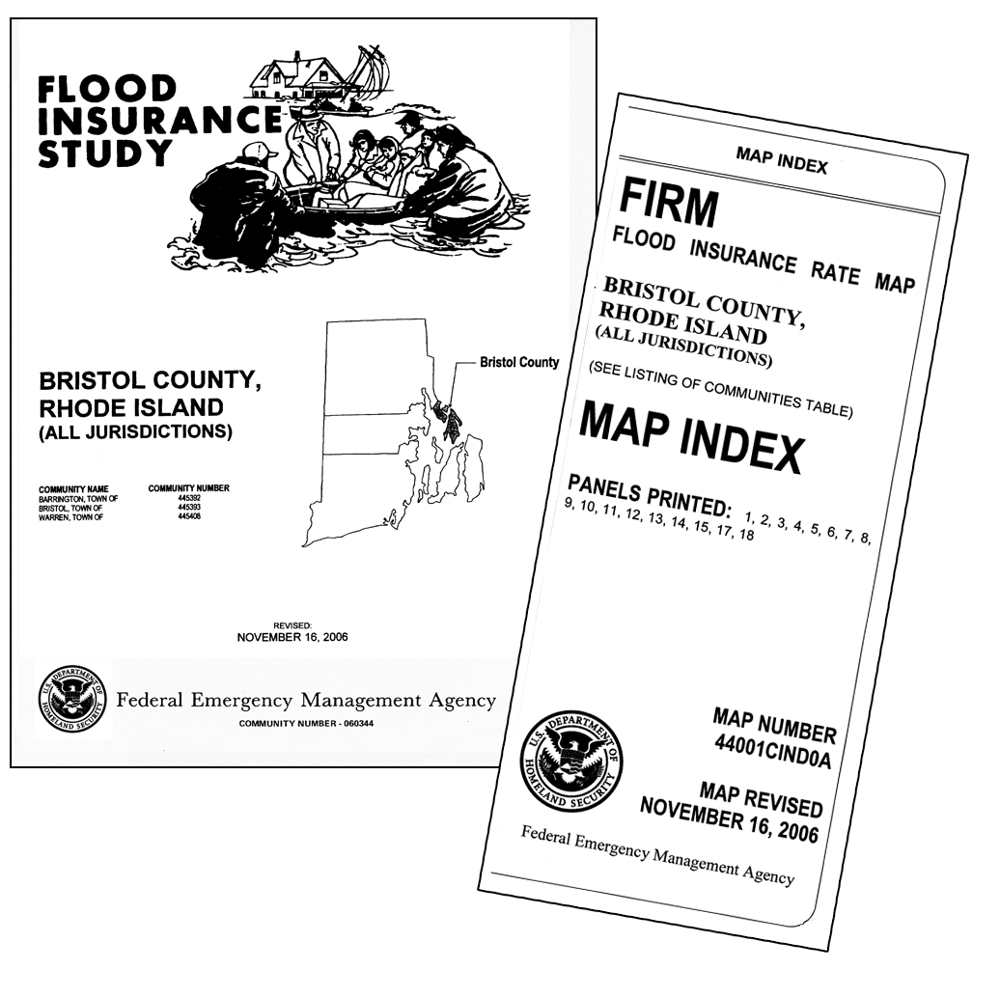 FLOOD
INSURANCE
STUDY
Bristol County
BRISTOL COUNTY,
RHODE ISLAND
(ALL JURISDICTIONS)
COMMUNITY NAME COMMUNITY NUMBER
BARRINGTON, TOWN OF 445392
BRISTOL, TOWN OF 445393
WARREN, TOWN OF 445408
REVISED:
NOVEMBER 16, 2006
U.S. DEPARTMENT OF HOMELAND SECURITY
Federal Emergency Management Agency
COMMUNITY NUMBER - 060344
MAP INDEX
FIRM
FLOOD INSURANCE RATE MAP
BRISTOL COUNTY,
RHODE ISLAND
(ALL JURISDICTIONS)
(SEE LISTING OF COMMUNITIES TABLE)
MAP INDEX
PANELS PRINTED: 1, 2, 3, 4, 5, 6, 7, 8,
9, 10, 11, 12, 13, 14, 15, 17, 18
MAP NUMBER
44001CIND0A
MAP REVISED
NOVEMBER 16, 2006
U.S. DEPARTMENT OF HOMELAND SECURITY
Federal Emergency Management Agency